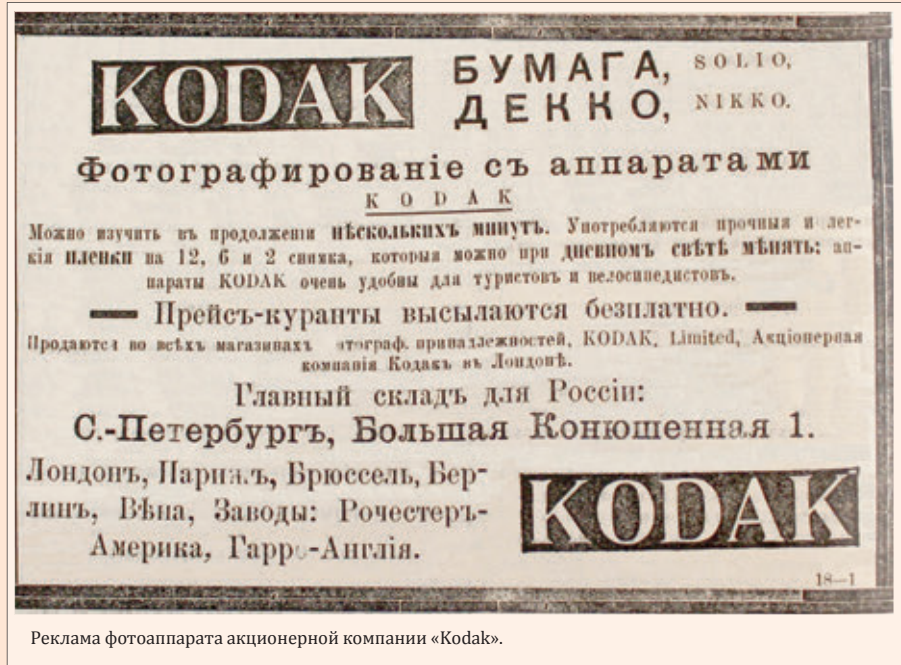 KODAK
БУМАГА, SOLIO,
ДЕККО, NIKKO.
Фотографированіе съ аппаратами
KODAK
Можно изучить въ продолженіи нѣсколькихъ минутъ. Употребляются прочныя и лег-
кія пленки на 12, 6 и 2 снимка, которыя можно при дневномъ свѣтѣ мѣнять: ап-
параты KODAK очень удобны для туристовъ и велосипедистовъ.
Прейсъ-куранты высылаются безплатно.
Продаются во всѣхъ магазинахъ принадлежностей, KODAK, Limited, Акціонерная
компанія Кодакъ въ Лондонѣ.
Главный складъ для Россіи:
С.-Петербургъ, Большая Конюшенная 1.
Лондонъ, Парижъ, Брюссель, Бер-
линъ, Вѣна, Заводы: Рочестеръ-
Америка, Гарро-Англія.
KODAK
18—1
Реклама фотоаппарата акционерной компании «Kodak».